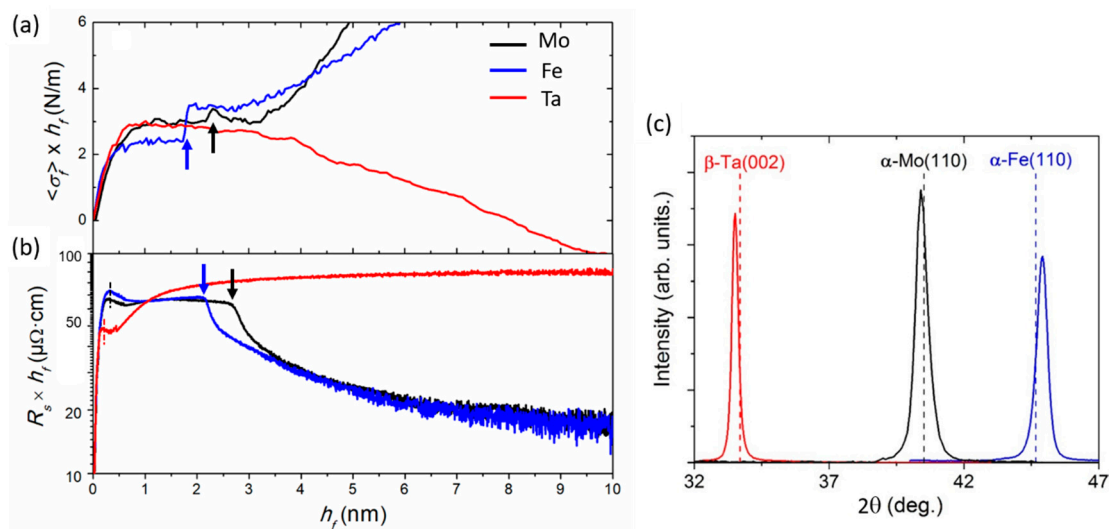 (a)
6
4
2
0
<σf> x hf (N/m)
Mo
Fe
Ta
(b)
100
50
20
10
Rs × hf (μΩ·cm)
0 1 2 3 4 5 6 7 8 9 10
hf (nm)
(c)
β-Ta(002) α-Mo(110) α-Fe(110)
Intensity (arb. units.)
32 37 42 47
2θ (deg.)